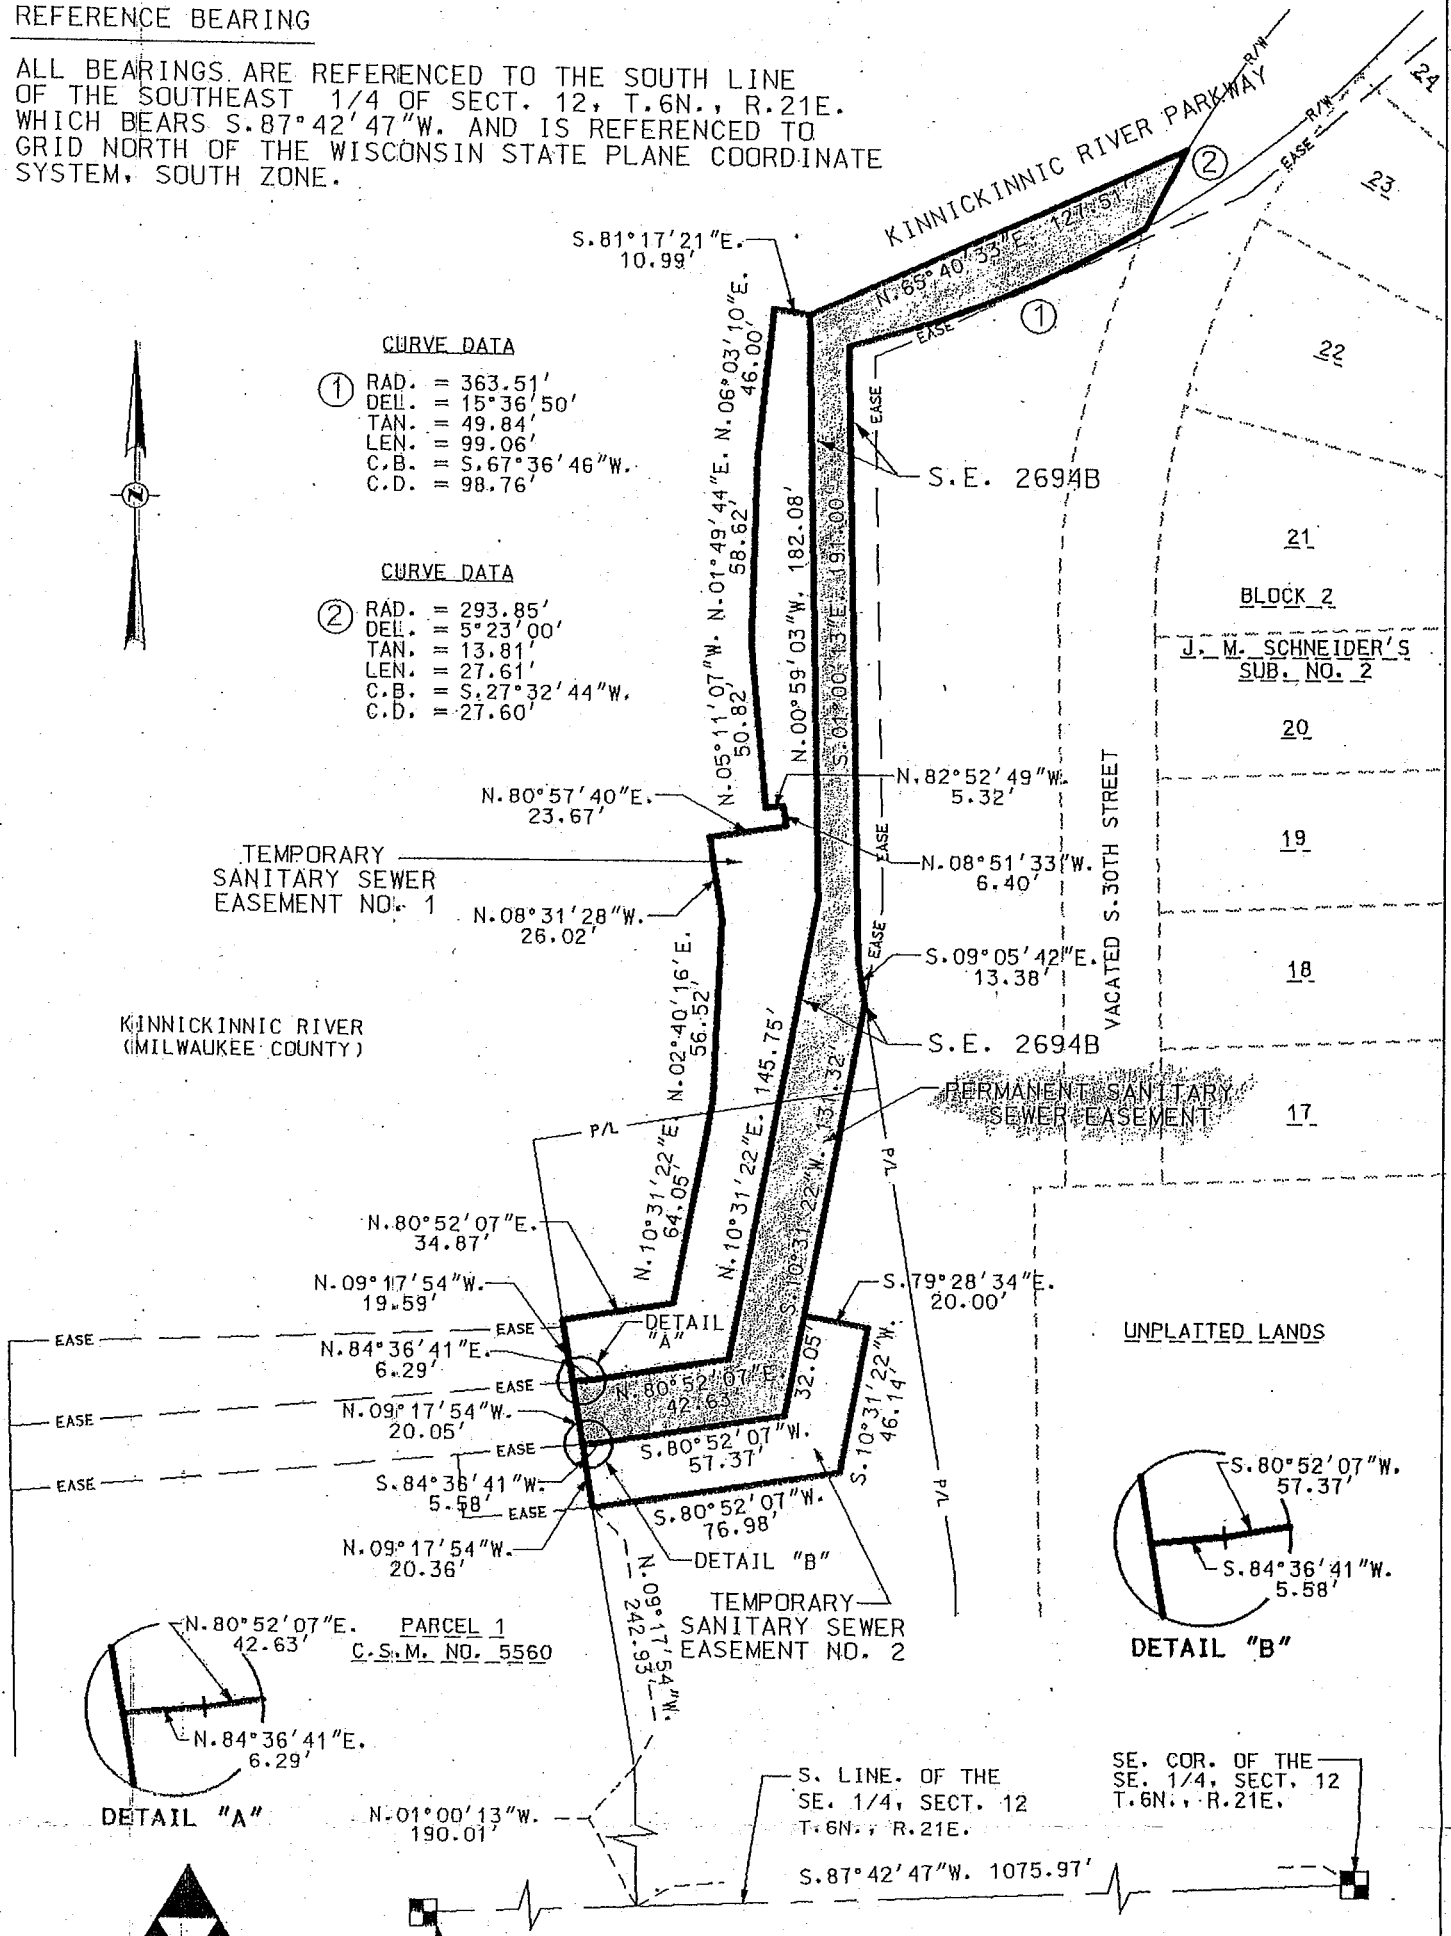 REFERENCE BEARING
ALL BEARINGS ARE REFERENCED TO THE SOUTH LINE
OF THE SOUTHEAST 1/4 OF SECT. 12, T.6N., R.21E.
WHICH BEARS S.87°42'47"W. AND IS REFERENCED TO
GRID NORTH OF THE WISCONSIN STATE PLANE COORDINATE
SYSTEM, SOUTH ZONE.
KINNICKINNIC RIVER PARKWAY
R/W
R/W
EASE
24
23
2
S.81°17'21"E.
10.99'
N.65°40'33"E. 127.51'
1
EASE
22
CURVE DATA
1
RAD. = 363.51'
DEL. = 15°36'50'
TAN. = 49.84'
LEN. = 99.06'
C.B. = S.67°36'46"W.
C.D. = 98.76'
N
CURVE DATA
2
RAD. = 293.85'
DEL. = 5°23'00'
TAN. = 13.81'
LEN. = 27.61'
C.B. = S.27°32'44"W.
C.D. = 27.60'
N.06°03'10"E.
46.00'
N.01°49'44"E.
58.62'
N.05°11'07"W.
50.82'
N.00°59'03"W. 182.08'
S.01°00'13"E. 191.00
EASE
S.E. 2694B
21
BLOCK 2
J. M. SCHNEIDER'S
SUB. NO. 2
20
N.82°52'49"W.
5.32'
N.80°57'40"E.
23.67'
TEMPORARY
SANITARY SEWER
EASEMENT NO. 1
EASE
N.08°51'33"W.
6.40'
VACATED S.30TH STREET
19
N.08°31'28"W.
26.02'
EASE
S.09°05'42"E.
13.38'
18
KINNICKINNIC RIVER
(MILWAUKEE COUNTY)
N.02°40'16'E.
56.52'
S.E. 2694B
PERMANENT SANITARY
SEWER EASEMENT
17
P/L
N.10°31'22"E.
64.05'
N.10°31'22"E. 145.75'
S.10°31'22"W. 131.32'
P/L
N.80°52'07"E.
34.87'
N.09°17'54"W.
19.59'
S.79°28'34"E.
20.00'
EASE
EASE
DETAIL
"A"
UNPLATTED LANDS
N.84°36'41"E.
6.29'
EASE
N.80°52'07"E.
42.63'
32.05'
S.10°31'22"W.
46.14'
EASE
N.09°17'54"W.
20.05'
EASE
S.80°52'07"W.
57.37'
EASE
S.84°36'41"W.
5.58'
EASE
S.80°52'07"W.
76.98'
P/L
N.09°17'54"W.
20.36'
DETAIL "B"
N.09°17'54"W.
242.93'
TEMPORARY
SANITARY SEWER
EASEMENT NO. 2
S.80°52'07"W.
57.37'
S.84°36'41"W.
5.58'
DETAIL "B"
N.80°52'07"E.
42.63'
PARCEL 1
C.S.M. NO. 5560
N.84°36'41"E.
6.29'
DETAIL "A"
N.01°00'13"W.
190.01'
S. LINE. OF THE
SE. 1/4, SECT. 12
T.6N., R.21E.
SE. COR. OF THE
SE. 1/4, SECT. 12
T.6N., R.21E.
S.87°42'47"W. 1075.97'